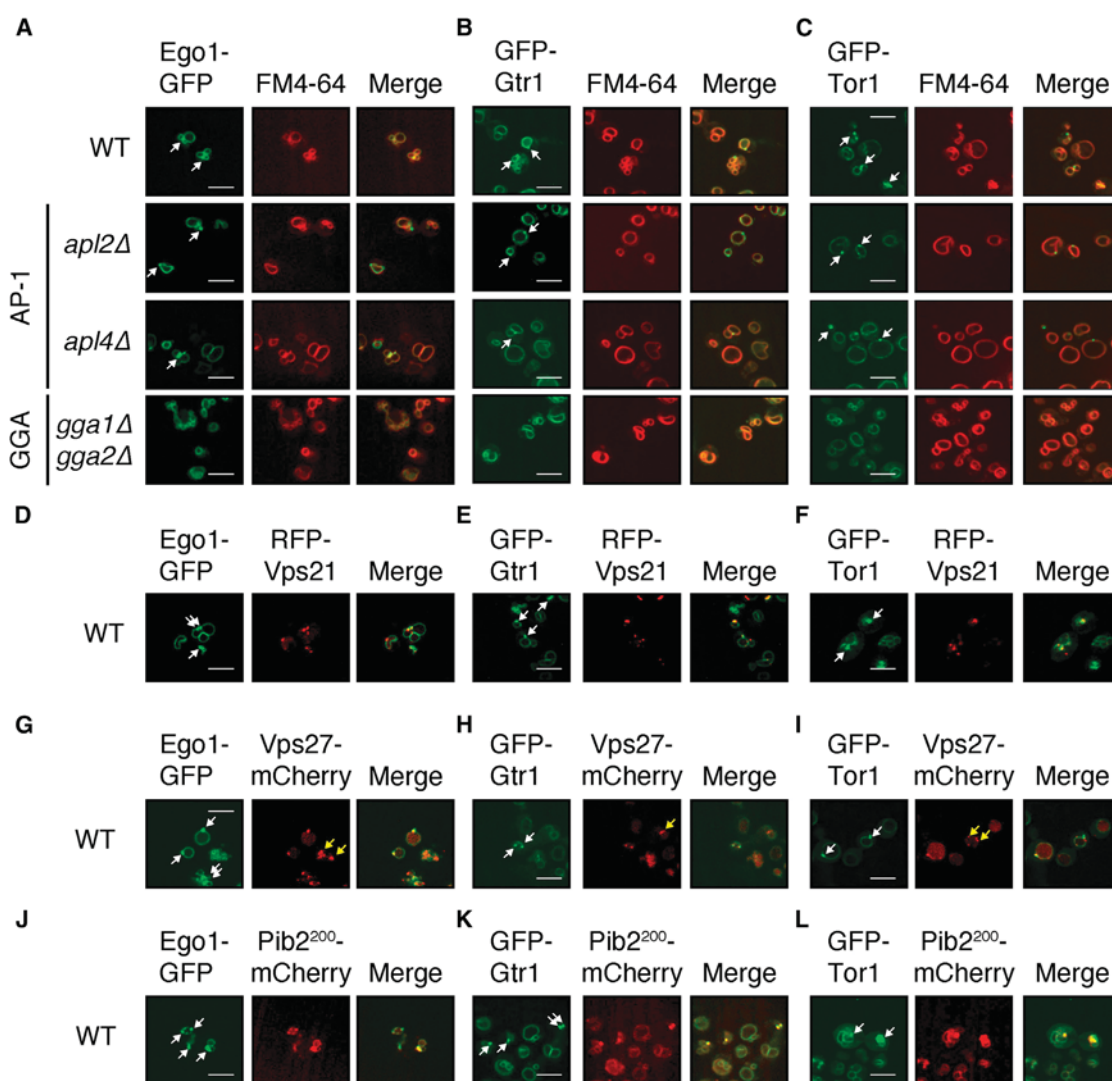 A
B
C
Ego1-
GFP
FM4-64
Merge
GFP-
Gtr1
FM4-64
Merge
GFP-
Tor1
FM4-64
Merge
WT
AP-1
apl2Δ
apl4Δ
GGA
gga1Δ
gga2Δ
D
E
F
Ego1-
GFP
RFP-
Vps21
Merge
GFP-
Gtr1
RFP-
Vps21
Merge
GFP-
Tor1
RFP-
Vps21
Merge
WT
G
H
I
Ego1-
GFP
Vps27-
mCherry
Merge
GFP-
Gtr1
Vps27-
mCherry
Merge
GFP-
Tor1
Vps27-
mCherry
Merge
WT
J
K
L
Ego1-
GFP
Pib2²⁰⁰-
mCherry
Merge
GFP-
Gtr1
Pib2²⁰⁰-
mCherry
Merge
GFP-
Tor1
Pib2²⁰⁰-
mCherry
Merge
WT